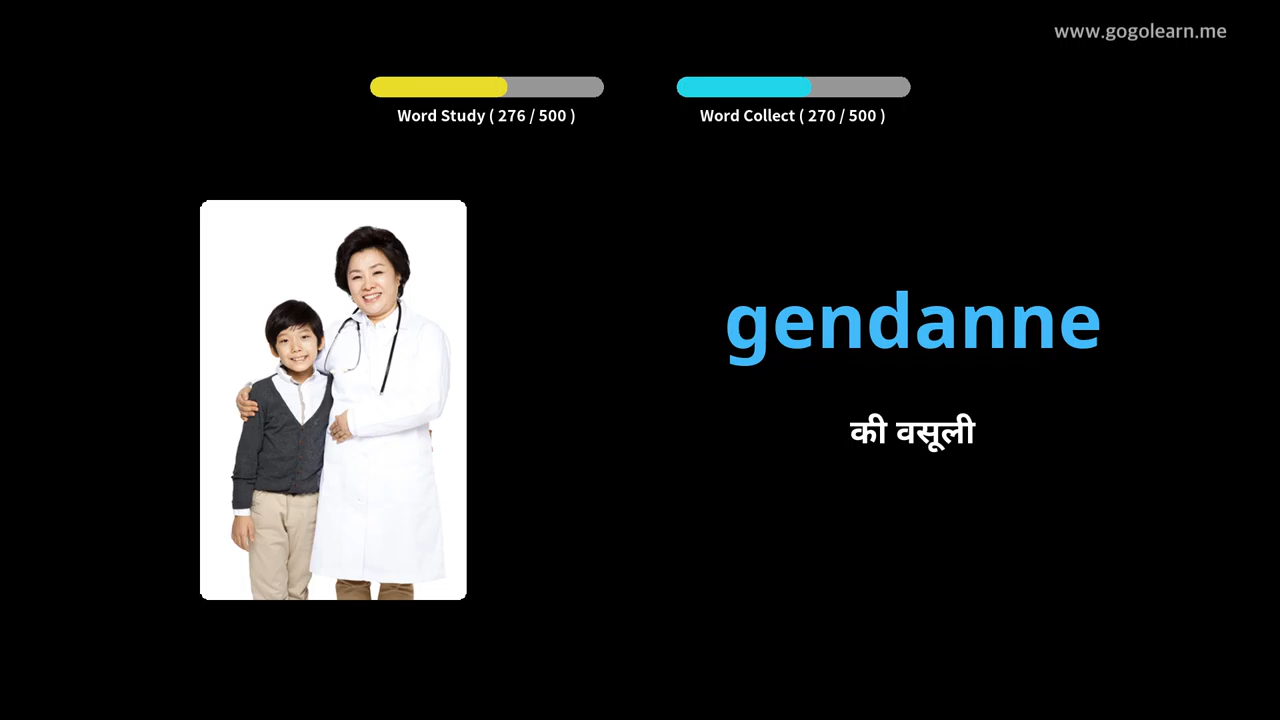 www.gogolearn.me
Word Study ( 276 / 500 )
Word Collect ( 270 / 500 )
gendanne
की वसूली